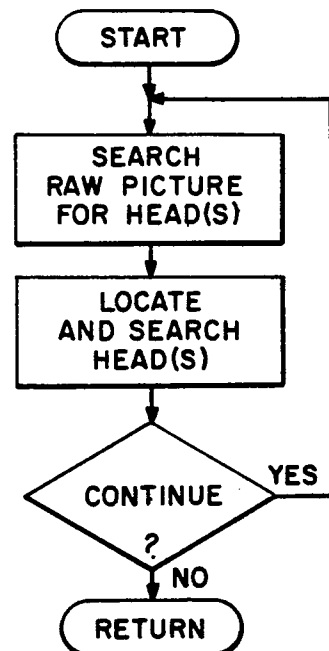 START
SEARCH
RAW PICTURE
FOR HEAD(S)
LOCATE
AND SEARCH
HEAD(S)
CONTINUE
YES
?
NO
RETURN